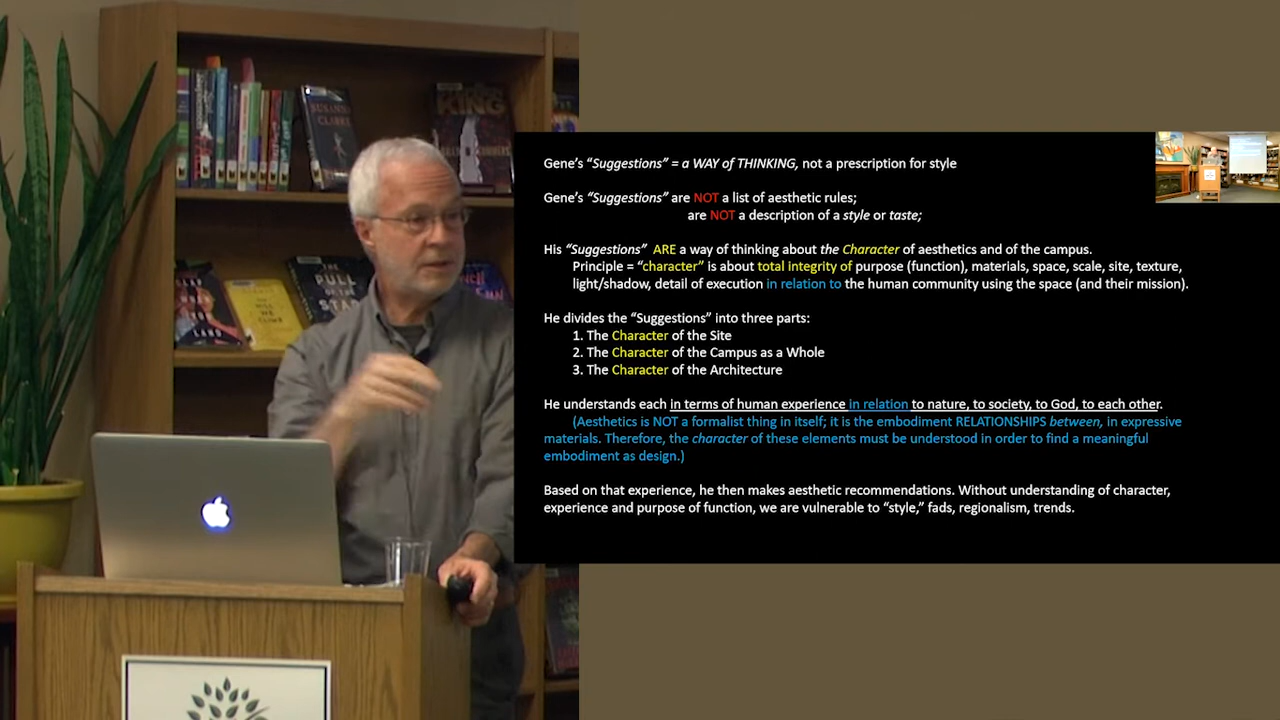 SUSANNA
CLARKE
KING
THE
PULL
OF THE
STAR
Gene's “Suggestions” = a WAY of THINKING, not a prescription for style
Gene's “Suggestions” are NOT a list of aesthetic rules;
are NOT a description of a style or taste;
His “Suggestions” ARE a way of thinking about the Character of aesthetics and of the campus.
Principle = “character” is about total integrity of purpose (function), materials, space, scale, site, texture,
light/shadow, detail of execution in relation to the human community using the space (and their mission).
He divides the “Suggestions” into three parts:
1. The Character of the Site
2. The Character of the Campus as a Whole
3. The Character of the Architecture
He understands each in terms of human experience in relation to nature, to society, to God, to each other.
(Aesthetics is NOT a formalist thing in itself; it is the embodiment RELATIONSHIPS between, in expressive
materials. Therefore, the character of these elements must be understood in order to find a meaningful
embodiment as design.)
Based on that experience, he then makes aesthetic recommendations. Without understanding of character,
experience and purpose of function, we are vulnerable to “style,” fads, regionalism, trends.